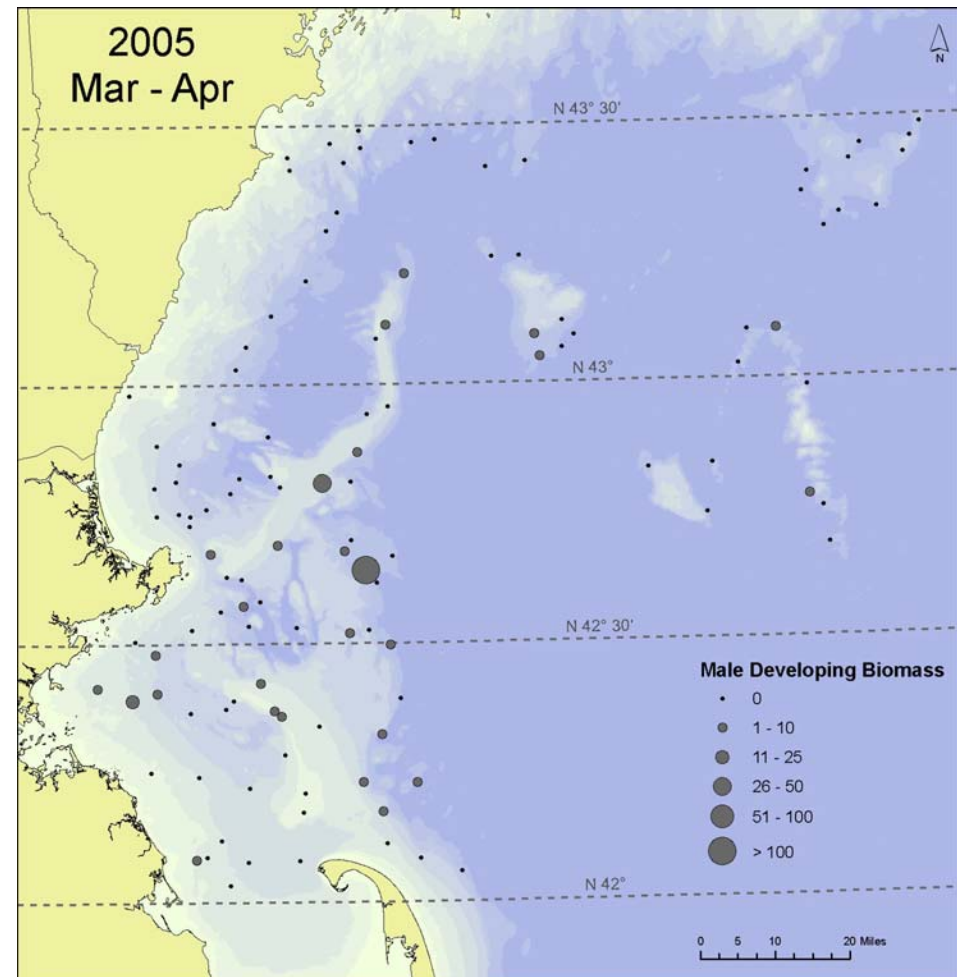 2005
Mar - Apr
N
N 43° 30'
N 43°
N 42° 30'
Male Developing Biomass
0
1 - 10
11 - 25
26 - 50
51 - 100
> 100
N 42°
0 5 10 20 Miles